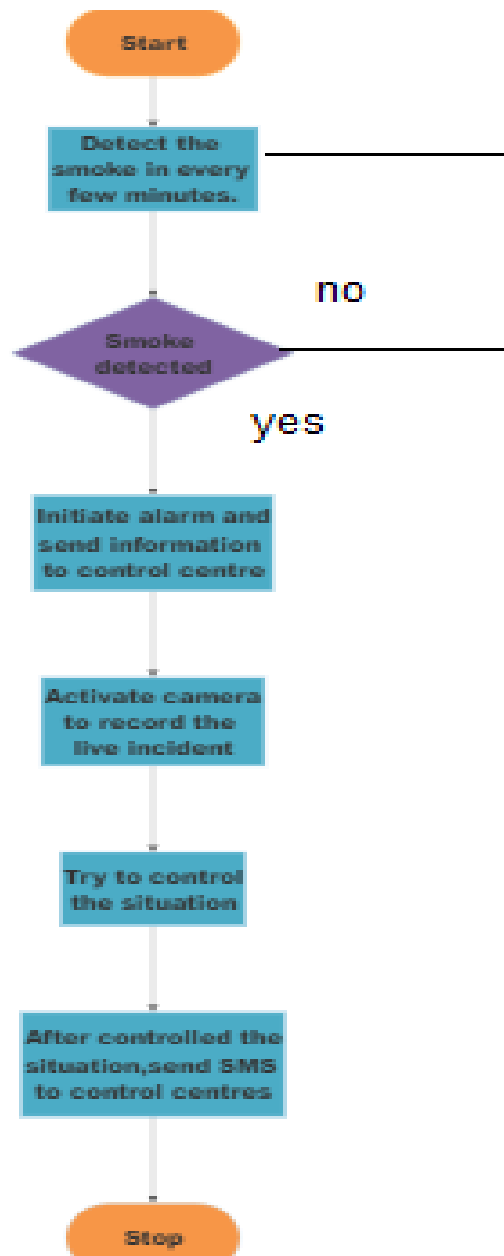 Start
Detect the
smoke in every
few minutes.
no
Smoke
detected
yes
Initiate alarm and
send information
to control centre
Activate camera
to record the
live incident
Try to control
the situation
After controlled the
situation,send SMS
to control centres
Stop